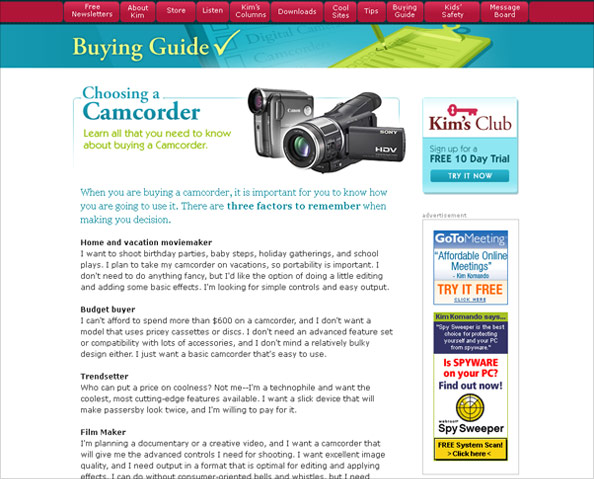 Free Newsletters
About Kim
Store
Listen
Kim's Columns
Downloads
Cool Sites
Tips
Buying Guide
Kids' Safety
Message Board
Buying Guide ✓
Digital Cam
Choosing a
Camcorder
Learn all that you need to know
about buying a Camcorder.
Canon
SONY
HDV
When you are buying a camcorder, it is important for you to know how
you are going to use it. There are three factors to remember when
making you decision.
Home and vacation moviemaker
I want to shoot birthday parties, baby steps, holiday gatherings, and school
plays. I plan to take my camcorder on vacations, so portability is important. I
don't need to do anything fancy, but I'd like the option of doing a little editing
and adding some basic effects. I'm looking for simple controls and easy output.
Budget buyer
I can't afford to spend more than $600 on a camcorder, and I don't want a
model that uses pricey cassettes or discs. I don't need an advanced feature set
or compatibility with lots of accessories, and I don't mind a relatively bulky
design either. I just want a basic camcorder that's easy to use.
Trendsetter
Who can put a price on coolness? Not me--I'm a technophile and want the
coolest, most cutting-edge features available. I want a slick device that will
make passersby look twice, and I'm willing to pay for it.
Film Maker
I'm planning a documentary or a creative video, and I want a camcorder that
will give me the advanced controls I need for shooting. I want excellent image
quality, and I need output in a format that is optimal for editing and applying
effects. I can do without consumer-oriented bells and whistles, but I need
Kim's Club
Sign up for a
FREE 10 Day Trial
TRY IT NOW
advertisement
GoToMeeting
"Affordable Online
Meetings"
- Kim Komando
TRY IT FREE
CLICK HERE
Kim Komando says...
"Spy Sweeper is the best
choice for protecting
yourself and your PC
from spyware."
Is SPYWARE
on your PC?
Find out now!
webroot
Spy Sweeper
FREE System Scan!
> Click here <